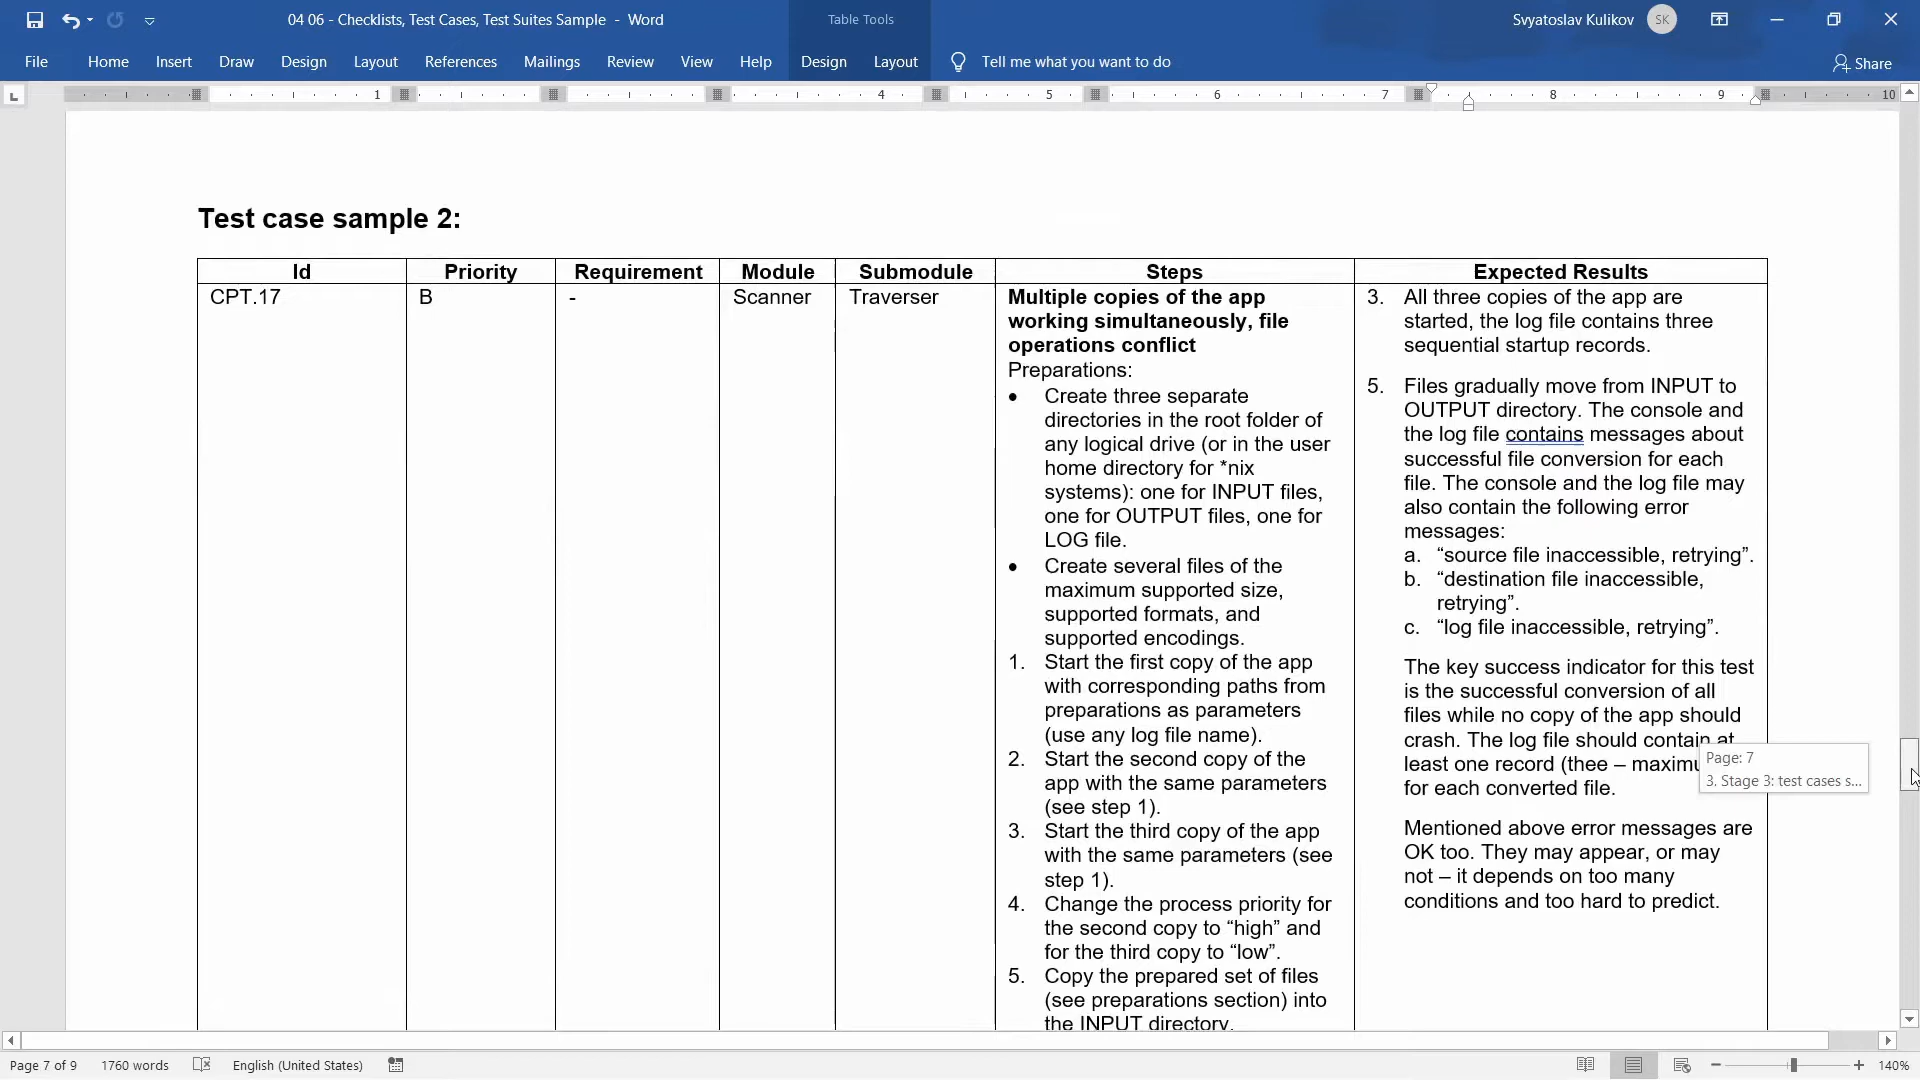 04 06 - Checklists, Test Cases, Test Suites Sample - Word
Table Tools
Svyatoslav Kulikov
SK
File
Home
Insert
Draw
Design
Layout
References
Mailings
Review
View
Help
Design
Layout
Tell me what you want to do
Share
1
4
5
6
7
8
9
10
Test case sample 2:
Id
Priority
Requirement
Module
Submodule
Steps
Expected Results
CPT.17
B
-
Scanner
Traverser
Multiple copies of the app
working simultaneously, file
operations conflict
Preparations:
• Create three separate
directories in the root folder of
any logical drive (or in the user
home directory for *nix
systems): one for INPUT files,
one for OUTPUT files, one for
LOG file.
• Create several files of the
maximum supported size,
supported formats, and
supported encodings.
1. Start the first copy of the app
with corresponding paths from
preparations as parameters
(use any log file name).
2. Start the second copy of the
app with the same parameters
(see step 1).
3. Start the third copy of the app
with the same parameters (see
step 1).
4. Change the process priority for
the second copy to “high” and
for the third copy to “low”.
5. Copy the prepared set of files
(see preparations section) into
the INPUT directory.
3. All three copies of the app are
started, the log file contains three
sequential startup records.
5. Files gradually move from INPUT to
OUTPUT directory. The console and
the log file contains messages about
successful file conversion for each
file. The console and the log file may
also contain the following error
messages:
a. “source file inaccessible, retrying”.
b. “destination file inaccessible,
retrying”.
c. “log file inaccessible, retrying”.
The key success indicator for this test
is the successful conversion of all
files while no copy of the app should
crash. The log file should contain at
least one record (thee – maximu
for each converted file.
Mentioned above error messages are
OK too. They may appear, or may
not – it depends on too many
conditions and too hard to predict.
Page: 7
3. Stage 3: test cases s...
Page 7 of 9
1760 words
English (United States)
140%